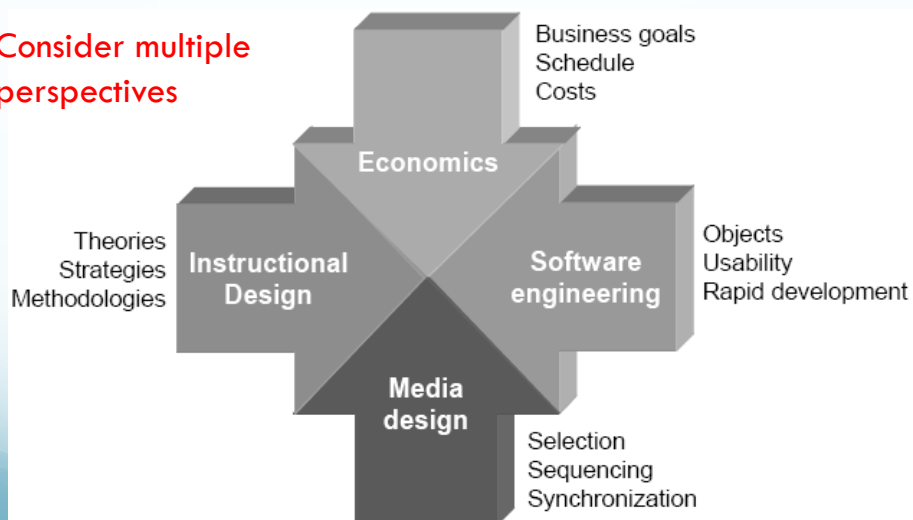 Consider multiple
perspectives
Business goals
Schedule
Costs
Economics
Theories
Strategies
Methodologies
Instructional
Design
Software
engineering
Objects
Usability
Rapid development
Media
design
Selection
Sequencing
Synchronization